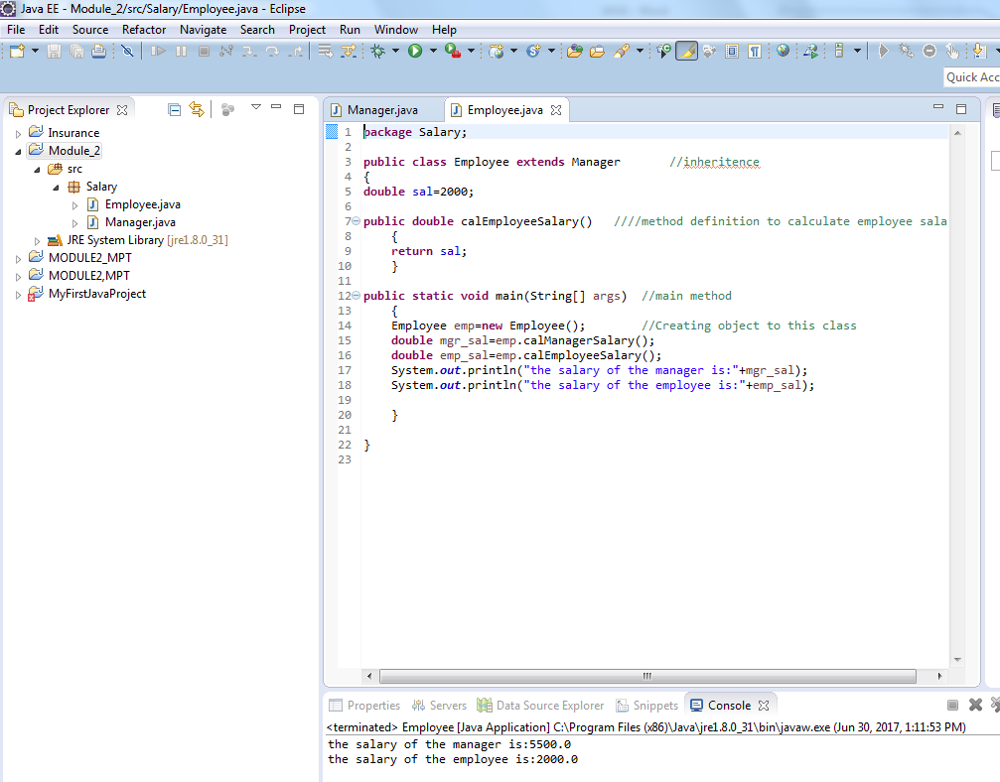 Java EE - Module_2/src/Salary/Employee.java - Eclipse
File Edit Source Refactor Navigate Search Project Run Window Help
Quick Acc
Project Explorer
Insurance
Module_2
src
Salary
Employee.java
Manager.java
JRE System Library [jre1.8.0_31]
MODULE2_MPT
MODULE2,MPT
MyFirstJavaProject
Manager.java Employee.java
1 package Salary;
2
3 public class Employee extends Manager //inheritence
4 {
5 double sal=2000;
6
7 public double calEmployeeSalary() ////method definition to calculate employee sala
8 {
9 return sal;
10 }
11
12 public static void main(String[] args) //main method
13 {
14 Employee emp=new Employee(); //Creating object to this class
15 double mgr_sal=emp.calManagerSalary();
16 double emp_sal=emp.calEmployeeSalary();
17 System.out.println("the salary of the manager is:"+mgr_sal);
18 System.out.println("the salary of the employee is:"+emp_sal);
19
20 }
21
22 }
23
Properties Servers Data Source Explorer Snippets Console
<terminated> Employee [Java Application] C:\Program Files (x86)\Java\jre1.8.0_31\bin\javaw.exe (Jun 30, 2017, 1:11:53 PM)
the salary of the manager is:5500.0
the salary of the employee is:2000.0